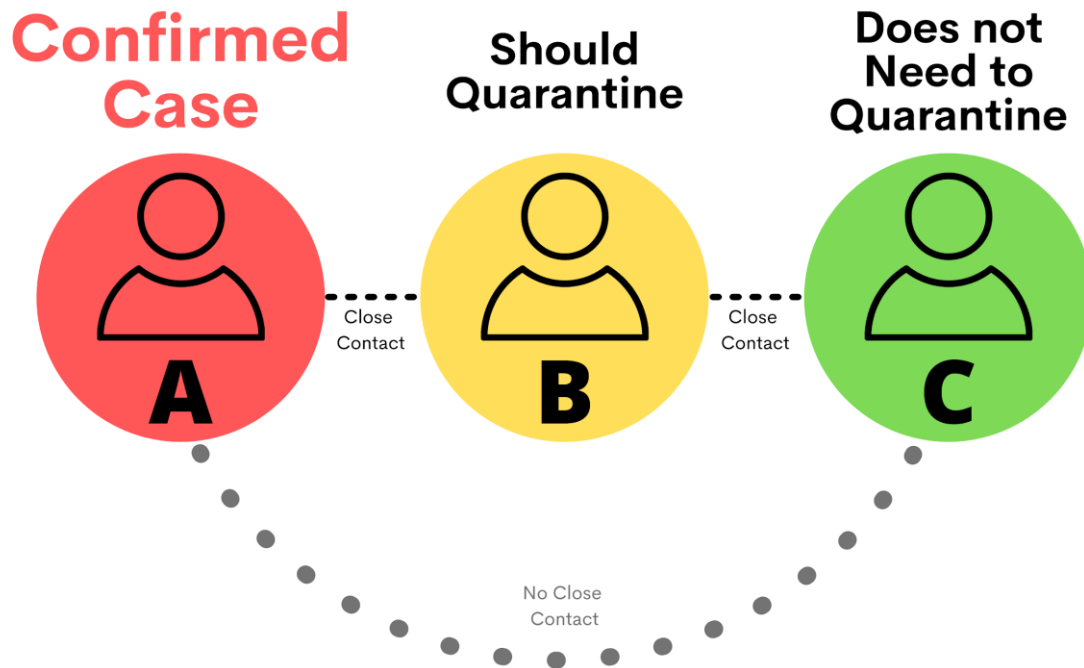 Confirmed
Case
Should
Quarantine
Does not
Need to
Quarantine
A
Close
Contact
B
Close
Contact
C
No Close
Contact